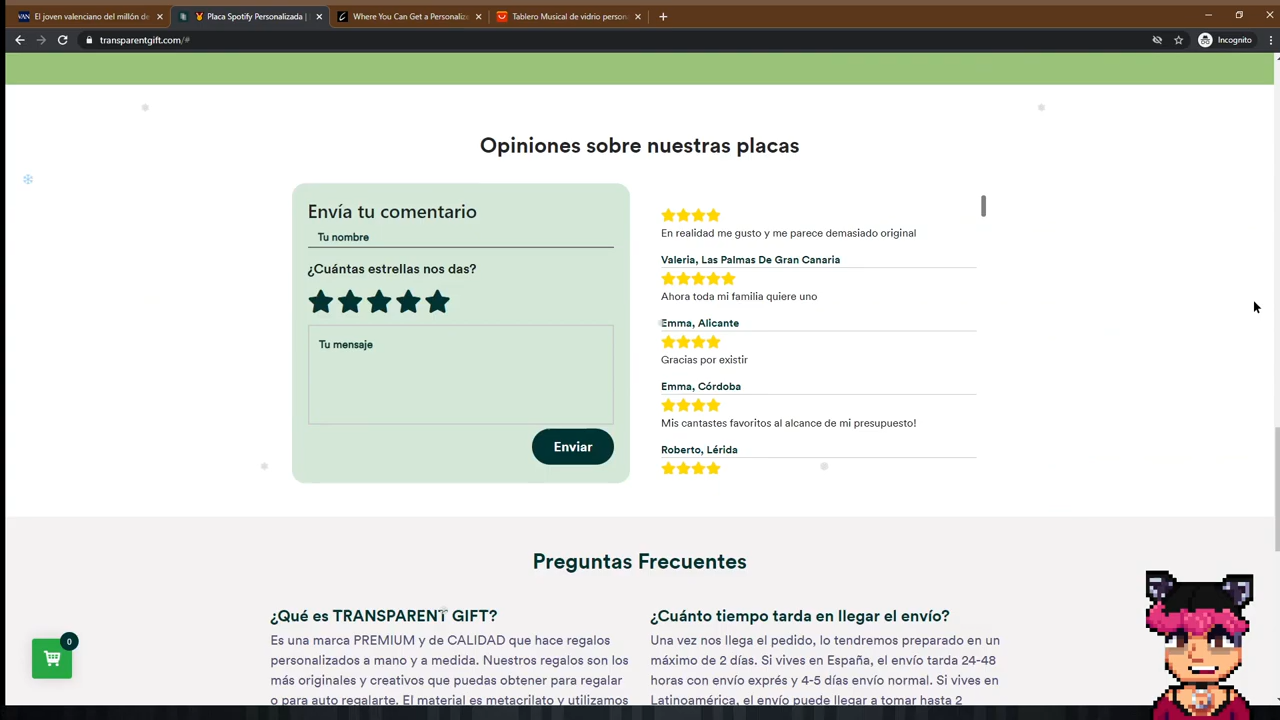 El joven valenciano del millón de
Placa Spotify Personalizada |
Where You Can Get a Personaliz
Tablero Musical de vidrio person
transparentgift.com/#
Incognito
Opiniones sobre nuestras placas
Envía tu comentario
Tu nombre
¿Cuántas estrellas nos das?
Tu mensaje
Enviar
En realidad me gusto y me parece demasiado original
Valeria, Las Palmas De Gran Canaria
Ahora toda mi familia quiere uno
Emma, Alicante
Gracias por existir
Emma, Córdoba
Mis cantastes favoritos al alcance de mi presupuesto!
Roberto, Lérida
Preguntas Frecuentes
¿Qué es TRANSPARENT GIFT?
Es una marca PREMIUM y de CALIDAD que hace regalos
personalizados a mano y a medida. Nuestros regalos son los
más originales y creativos que puedas obtener para regalar
o para auto regalarte. El material es metacrilato y utilizamos
¿Cuánto tiempo tarda en llegar el envío?
Una vez nos llega el pedido, lo tendremos preparado en un
máximo de 2 días. Si vives en España, el envío tarda 24-48
horas con envío exprés y 4-5 días envío normal. Si vives en
Latinoamérica, el envío puede llegar a tomar hasta 2
0